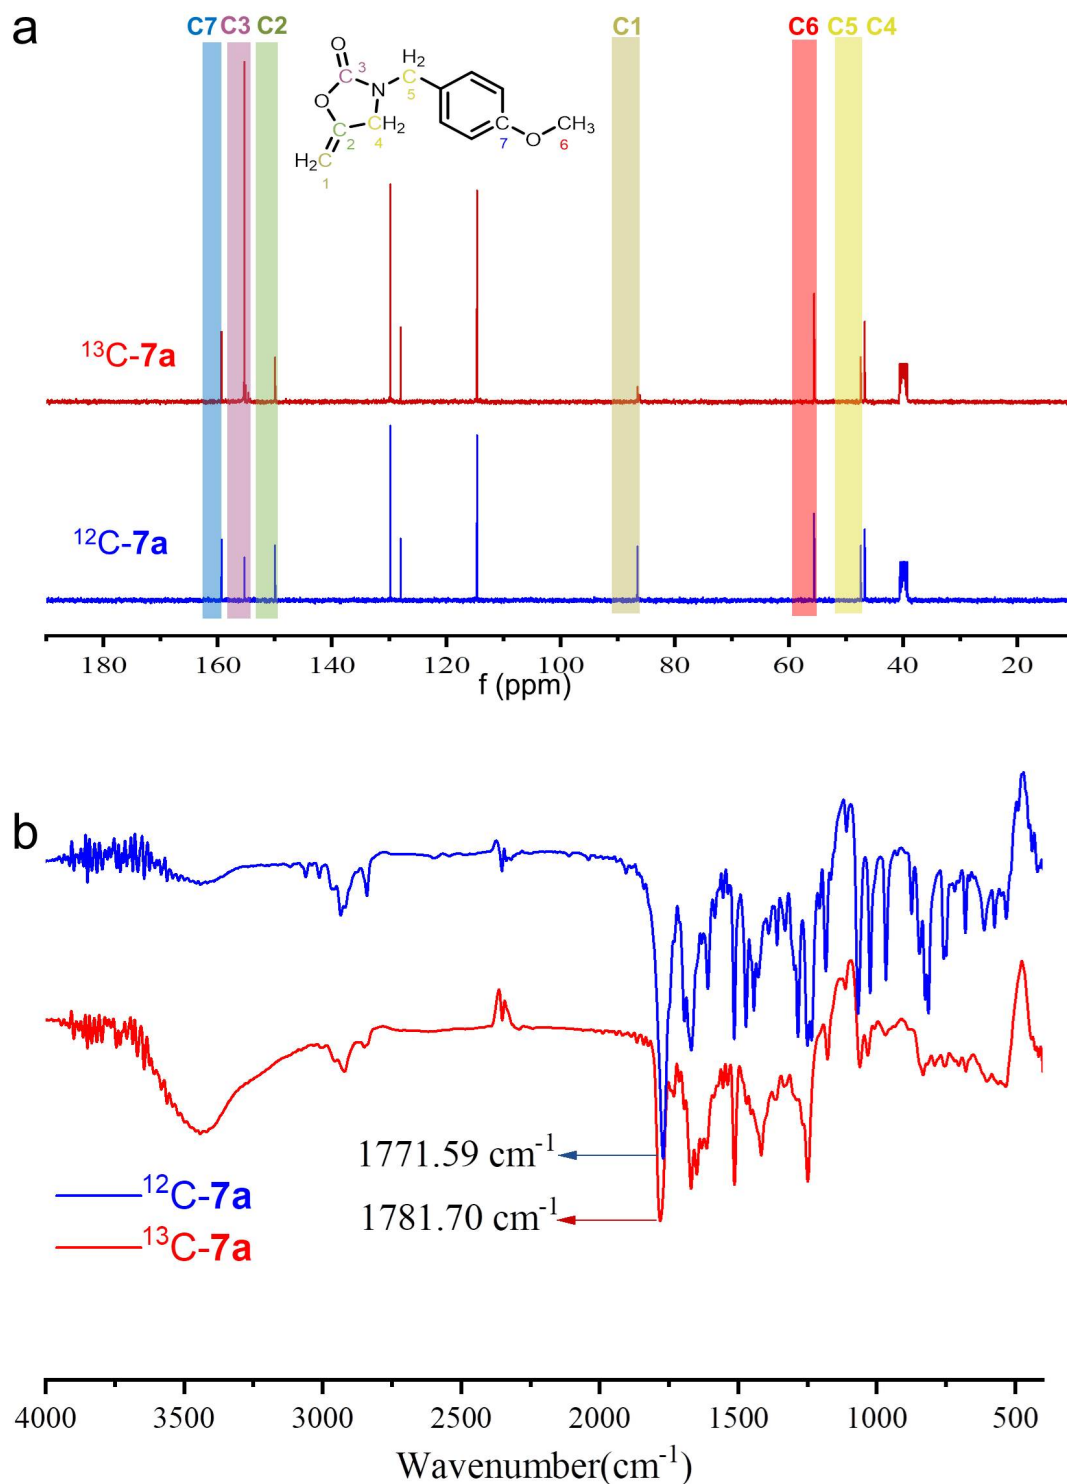 a
C7 C3 C2 C1 C6 C5 C4
O
H₂
C
3
N
C
5
O
CH₂
4
C
2
H₂C
1
O
7
CH₃
6
¹³C-7a
¹²C-7a
180 160 140 120 100 80 60 40 20
f (ppm)
b
1771.59 cm⁻¹
1781.70 cm⁻¹
¹²C-7a
¹³C-7a
4000 3500 3000 2500 2000 1500 1000 500
Wavenumber(cm⁻¹)